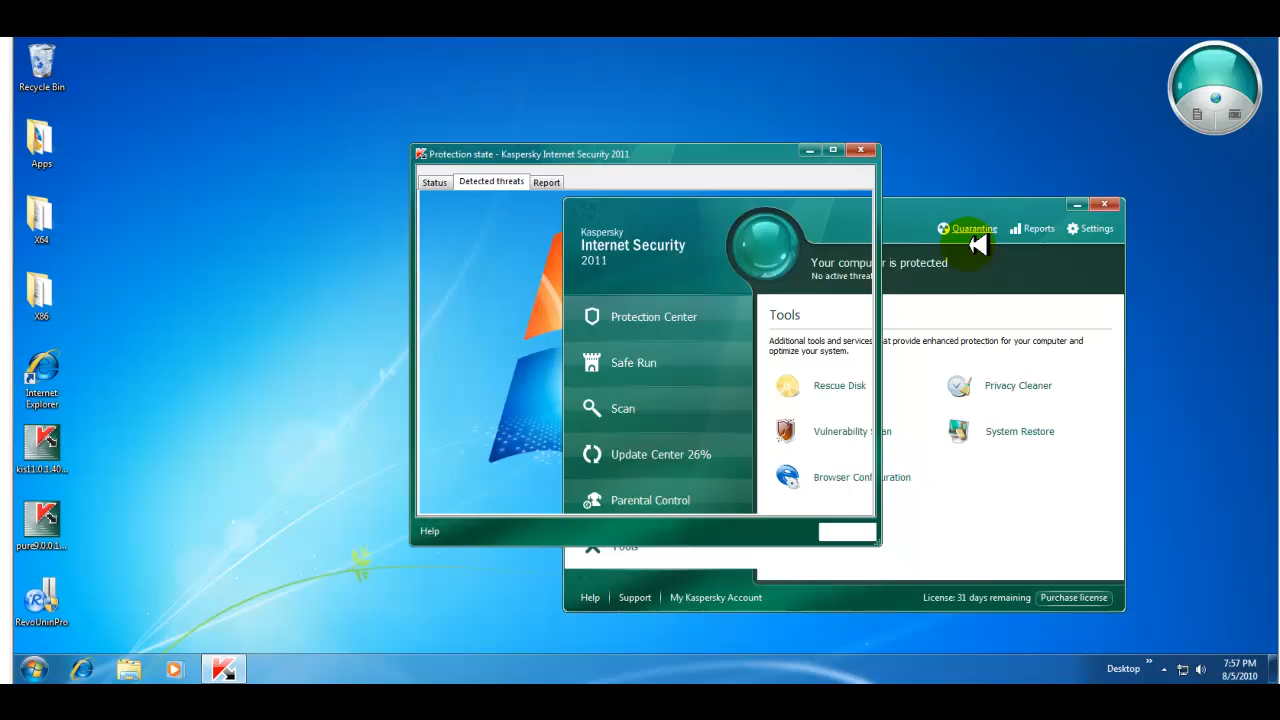 Recycle Bin
Apps
X64
X86
Internet
Explorer
kis11.0.1.40...
pure9.0.0.1...
RevoUninPro
Protection state - Kaspersky Internet Security 2011
Status
Detected threats
Report
Help
Kaspersky
Internet Security
2011
Quarantine
Reports
Settings
Your computer is protected
No active threat
Protection Center
Safe Run
Scan
Update Center 26%
Parental Control
Tools
Tools
Additional tools and services that provide enhanced protection for your computer and
optimize your system.
Rescue Disk
Privacy Cleaner
Vulnerability Scan
System Restore
Browser Configuration
Help
Support
My Kaspersky Account
License: 31 days remaining
Purchase license
Desktop
7:57 PM
8/5/2010